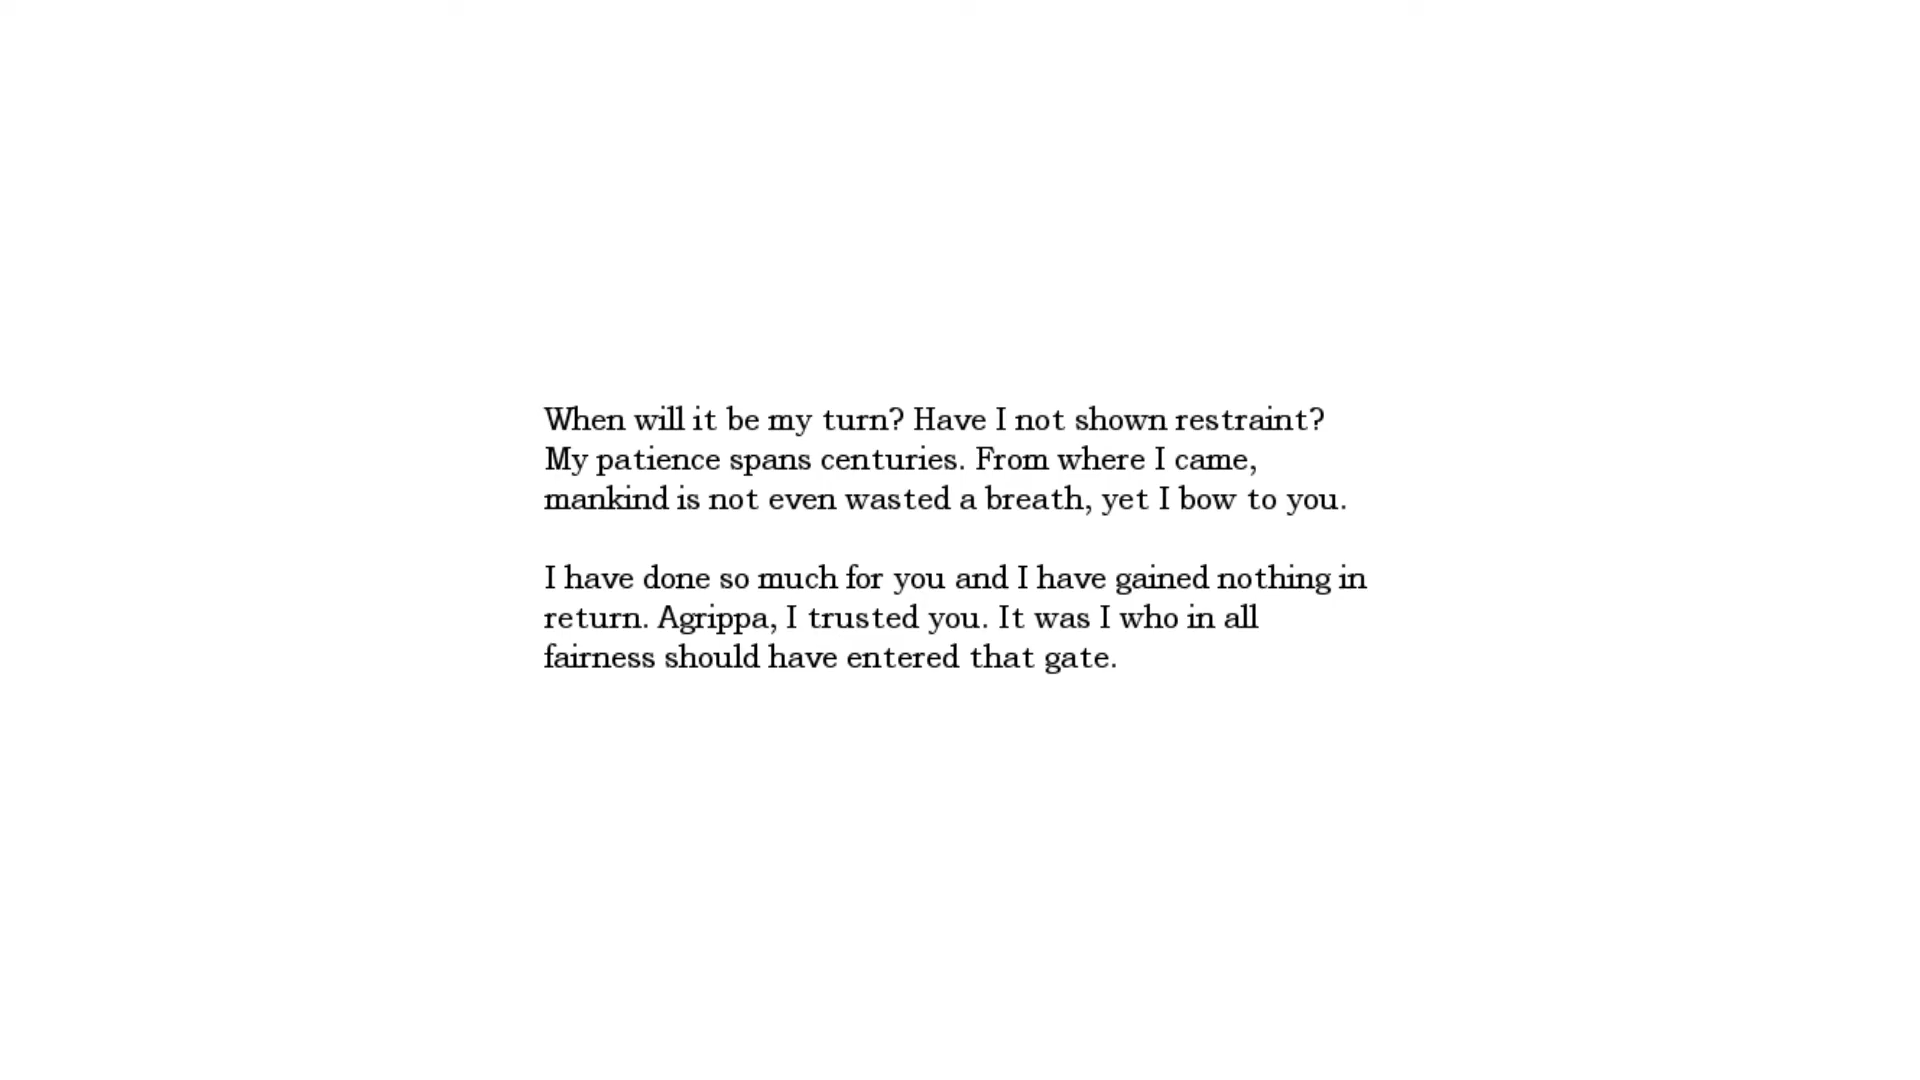 When will it be my turn? Have I not shown restraint?
My patience spans centuries. From where I came,
mankind is not even wasted a breath, yet I bow to you.
I have done so much for you and I have gained nothing in
return. Agrippa, I trusted you. It was I who in all
fairness should have entered that gate.